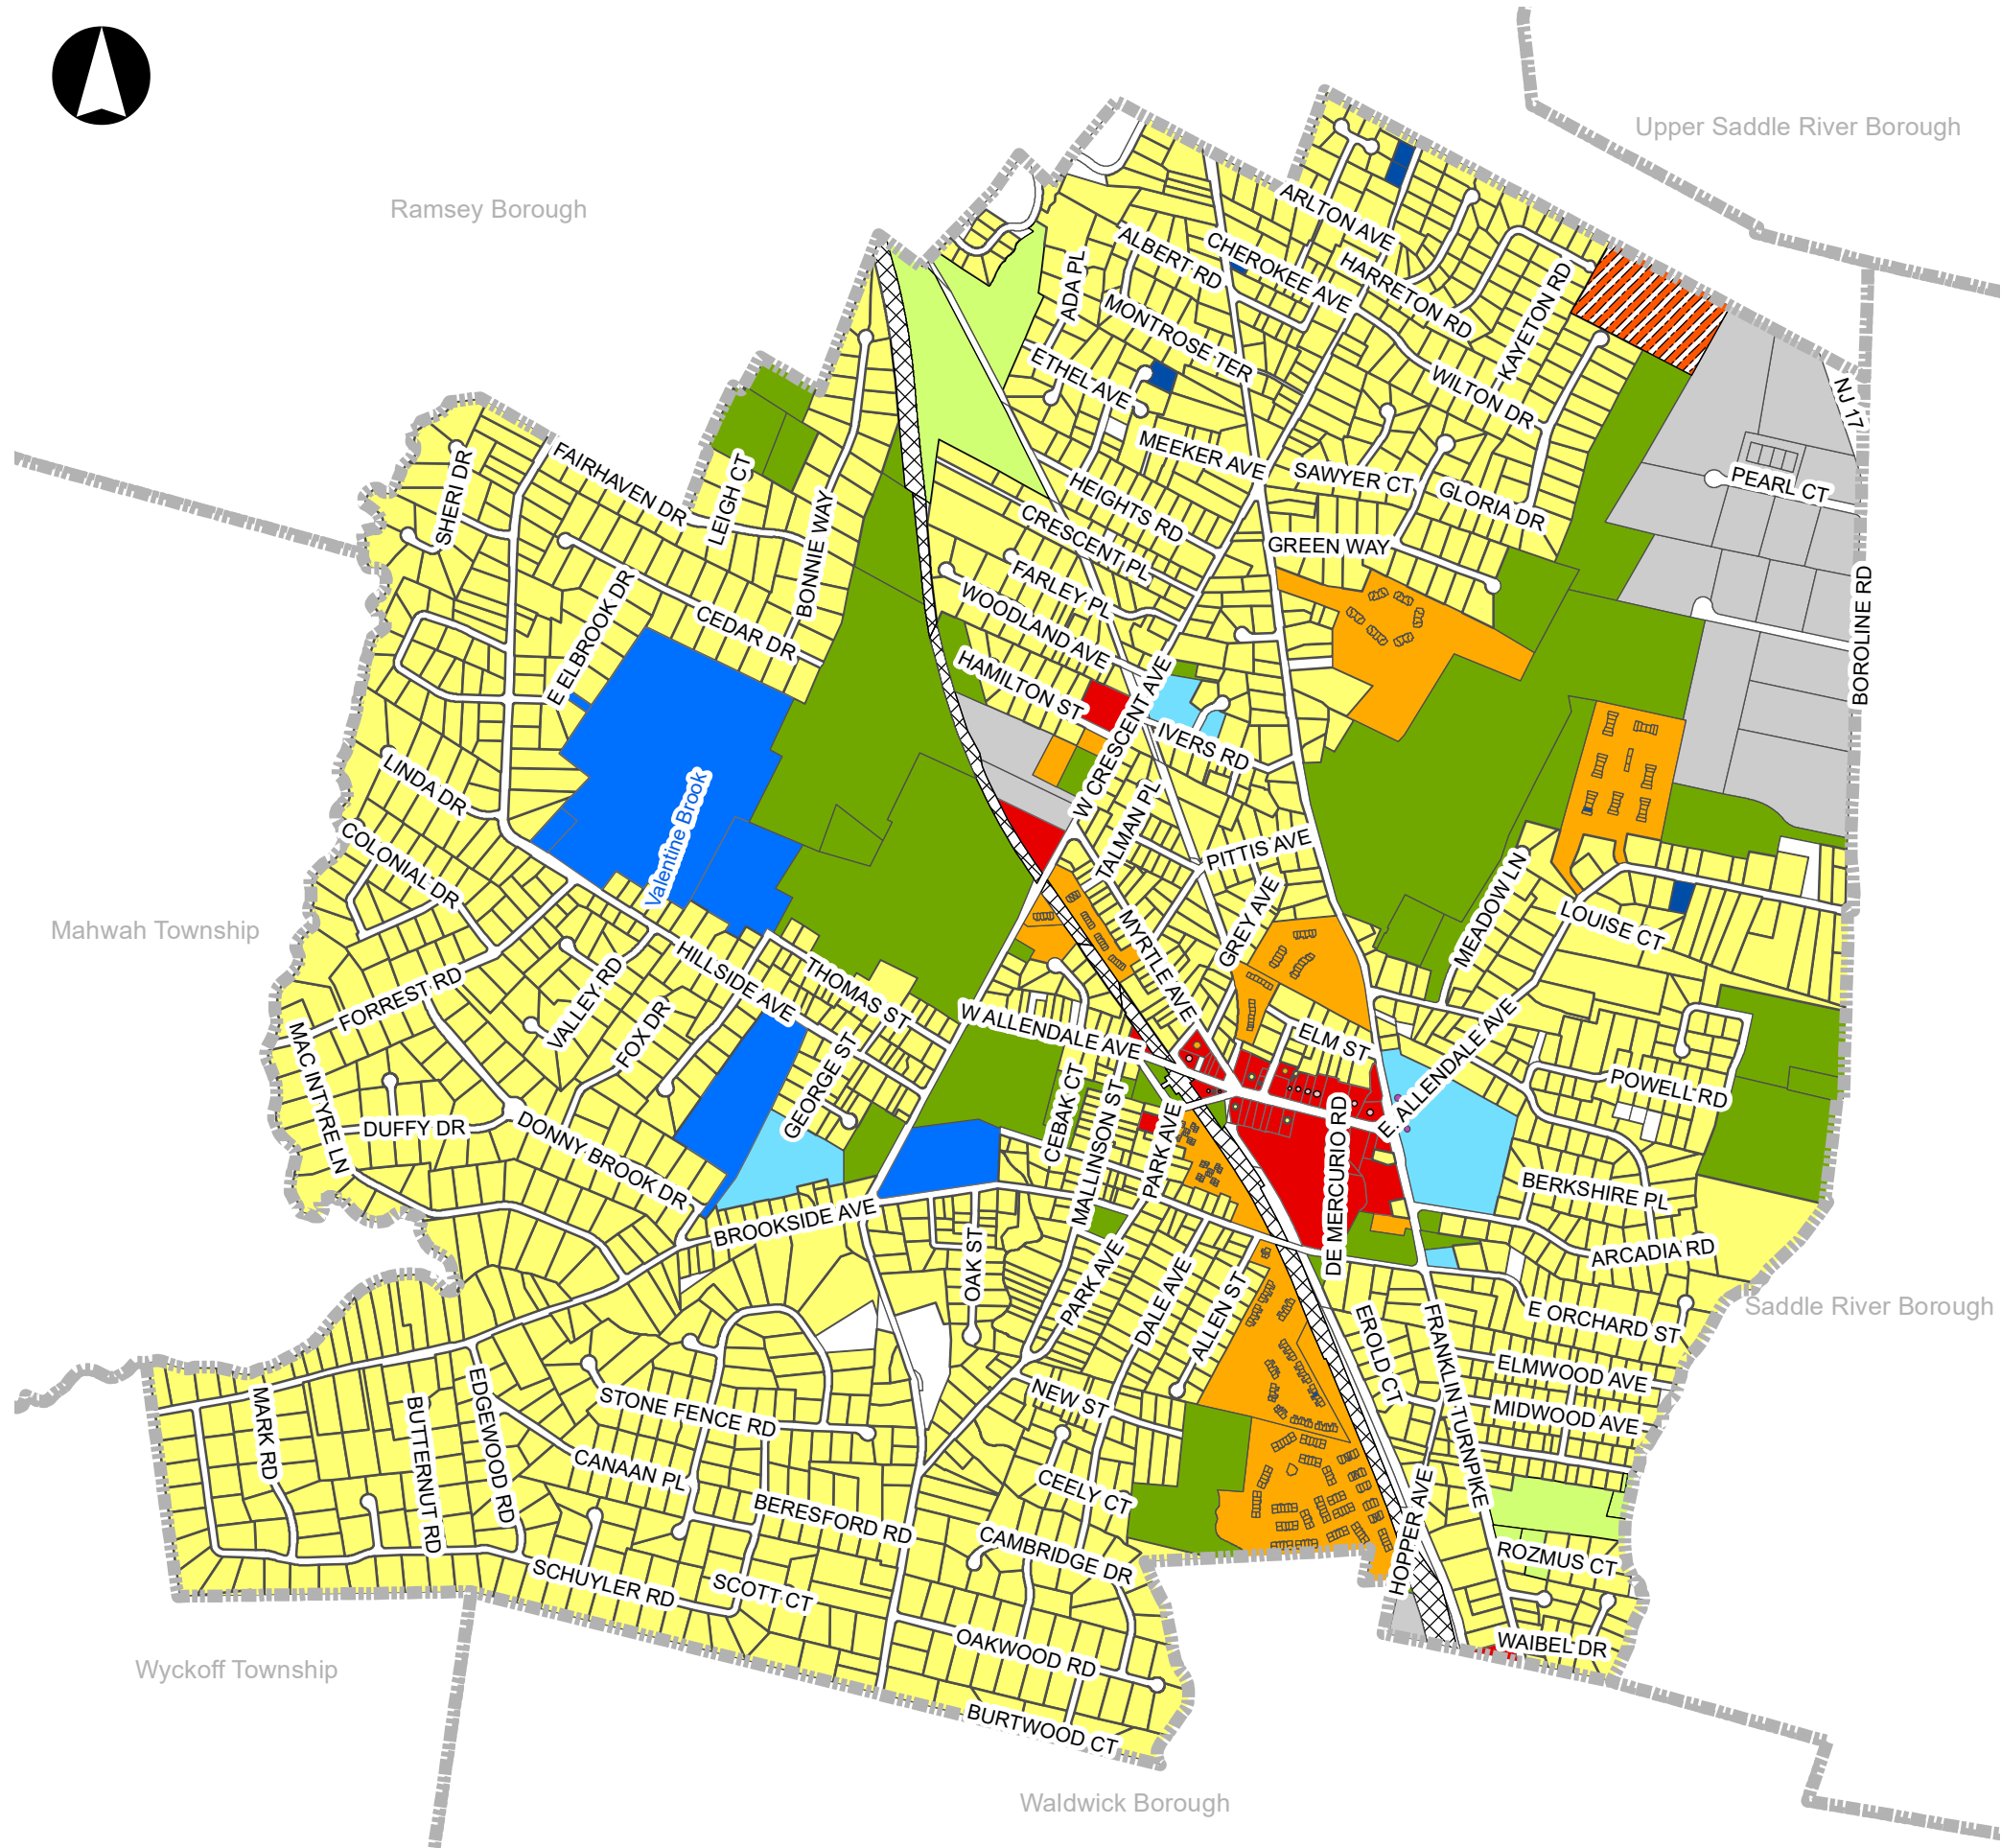 Upper Saddle River Borough
Ramsey Borough
ARLTON AVE
ALBERT RD
CHEROKEE AVE
HARRETON RD
ADA PL
MONTROSE TER
KAYETON RD
ETHEL AVE
WILTON DR
NJ 17
MEEKER AVE
SAWYER CT
GLORIA DR
PEARL CT
FAIRHAVEN DR
SHERI DR
LEIGH CT
BONNIE WAY
HEIGHTS RD
CRESCENT PL
GREEN WAY
FARLEY PL
WOODLAND AVE
HAMILTON ST
E ELBROOK DR
CEDAR DR
BOROLINE RD
W CRESCENT AVE
IVERS RD
LINDA DR
Valentine Brook
COLONIAL DR
TALMAN PL
PITTIS AVE
GREY AVE
MYRTLE AVE
MEADOW LN
LOUISE CT
Mahwah Township
HILLSIDE AVE
THOMAS ST
FORREST RD
VALLEY RD
FOX DR
W ALLENDALE AVE
ELM ST
E. ALLENDALE AVE
MAC INTYRE LN
GEORGE ST
CEBAK CT
MALLINSON ST
PARK AVE
DE MERCURIO RD
POWELL RD
DUFFY DR
DONNY BROOK DR
BROOKSIDE AVE
BERKSHIRE PL
ARCADIA RD
OAK ST
PARK AVE
DALE AVE
ALLEN ST
EROLD CT
FRANKLIN TURNPIKE
E ORCHARD ST
Saddle River Borough
ELMWOOD AVE
MIDWOOD AVE
MARK RD
BUTTERNUT RD
EDGEWOOD RD
STONE FENCE RD
NEW ST
CANAAN PL
CEELY CT
BERESFORD RD
CAMBRIDGE DR
HOPPER AVE
ROZMUS CT
SCHUYLER RD
SCOTT CT
OAKWOOD RD
WAIBEL DR
Wyckoff Township
BURTWOOD CT
Waldwick Borough